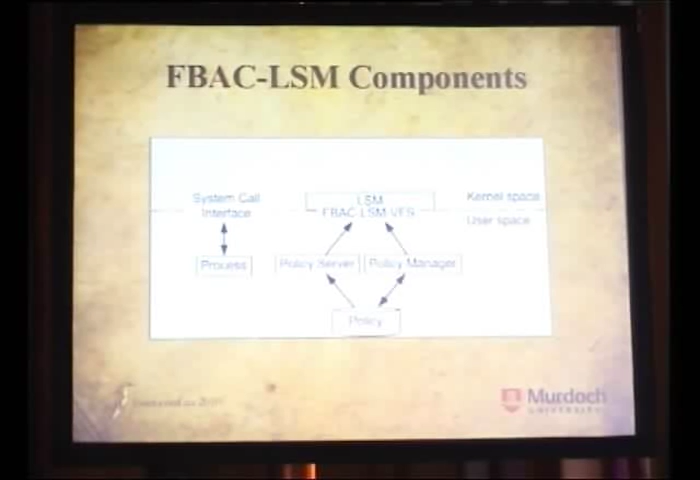 FBAC-LSM Components
System Call
Interface
LSM
FBAC-LSM-VFS
Kernel space
User space
Process
Policy Server
Policy Manager
Policy
Murdoch
UNIVERSITY